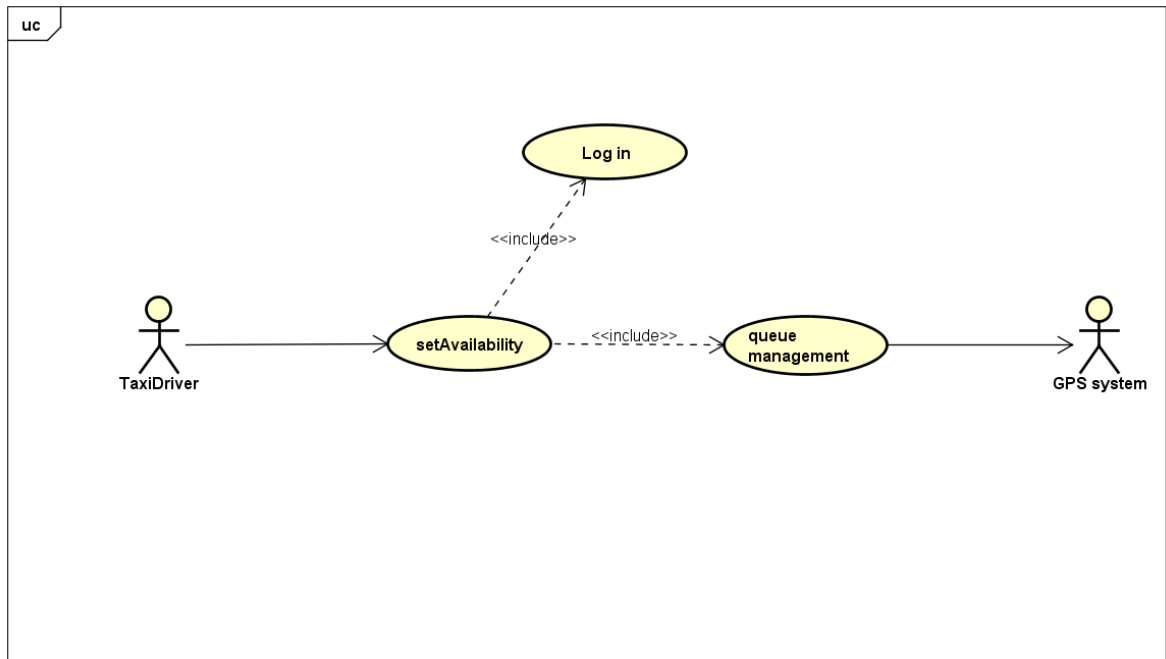 uc
Log in
<<include>>
<<include>>
setAvailability
queue
management
TaxiDriver
GPS system